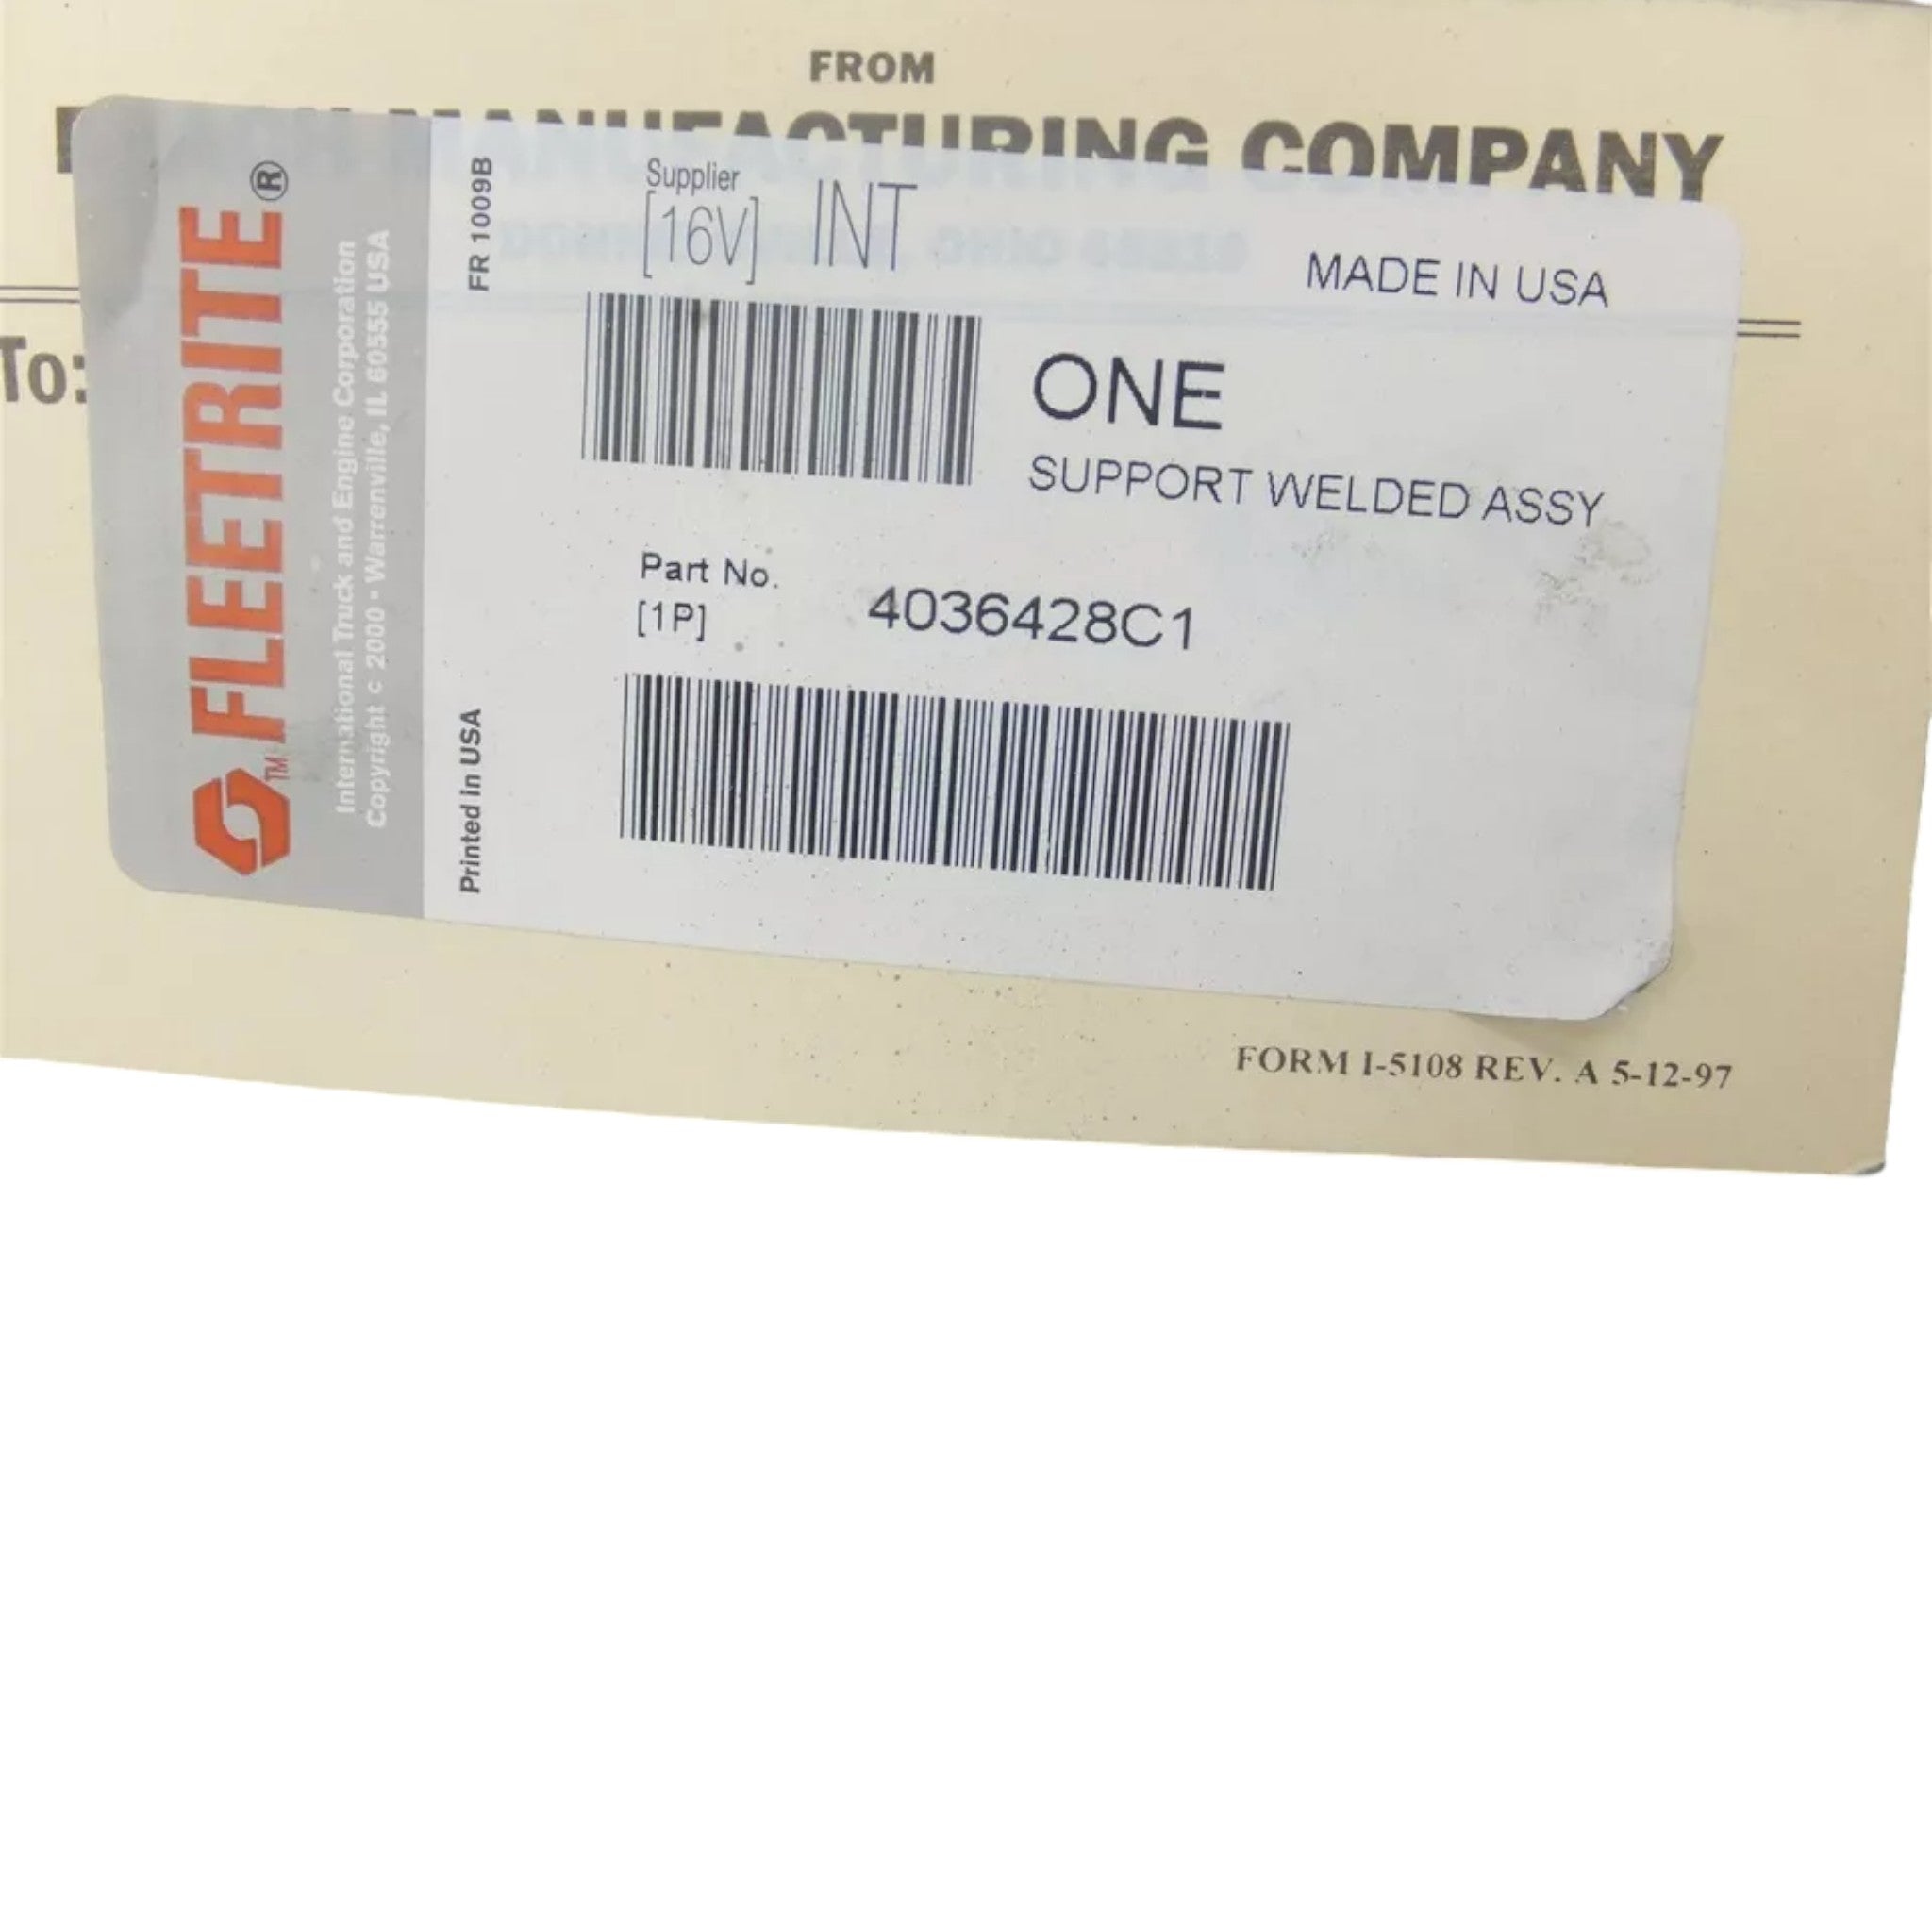 FROM
MANUFACTURING COMPANY
To:
FLEETRITE®
TM
International Truck and Engine Corporation
Copyright c 2000 • Warrenville, IL 60555 USA
FR 1009B
Printed in USA
Supplier
[16V] INT
MADE IN USA
ONE
SUPPORT WELDED ASSY
Part No.
[1P] 4036428C1
FORM I-5108 REV. A 5-12-97